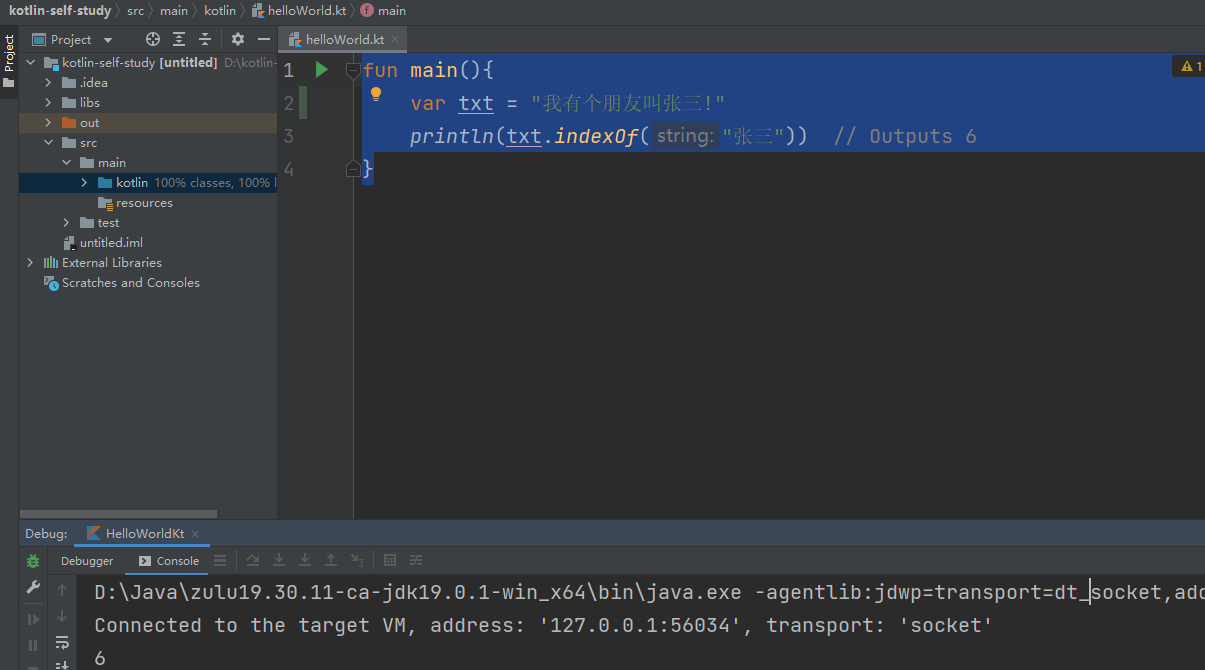 kotlin-self-study src main kotlin helloWorld.kt main
Project
Project
helloWorld.kt
kotlin-self-study [untitled] D:\kotlin-
.idea
libs
out
src
main
kotlin 100% classes, 100% l
resources
test
untitled.iml
External Libraries
Scratches and Consoles
1 fun main(){
2 var txt = "我有个朋友叫张三!"
3 println(txt.indexOf( string: "张三")) // Outputs 6
4 }
1
Debug: HelloWorldKt
Debugger Console
D:\Java\zulu19.30.11-ca-jdk19.0.1-win_x64\bin\java.exe -agentlib:jdwp=transport=dt_socket,add
Connected to the target VM, address: '127.0.0.1:56034', transport: 'socket'
6